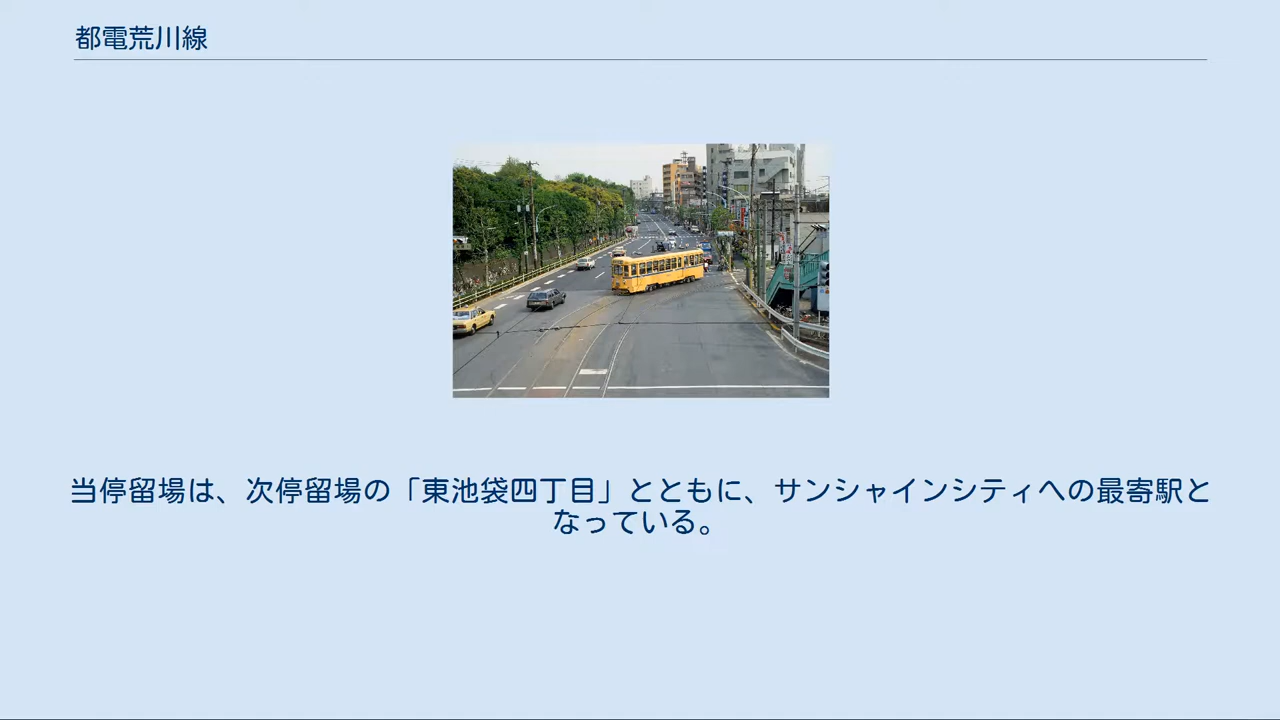 都電荒川線
当停留場は、次停留場の「東池袋四丁目」とともに、サンシャインシティへの最寄駅と
なっている。